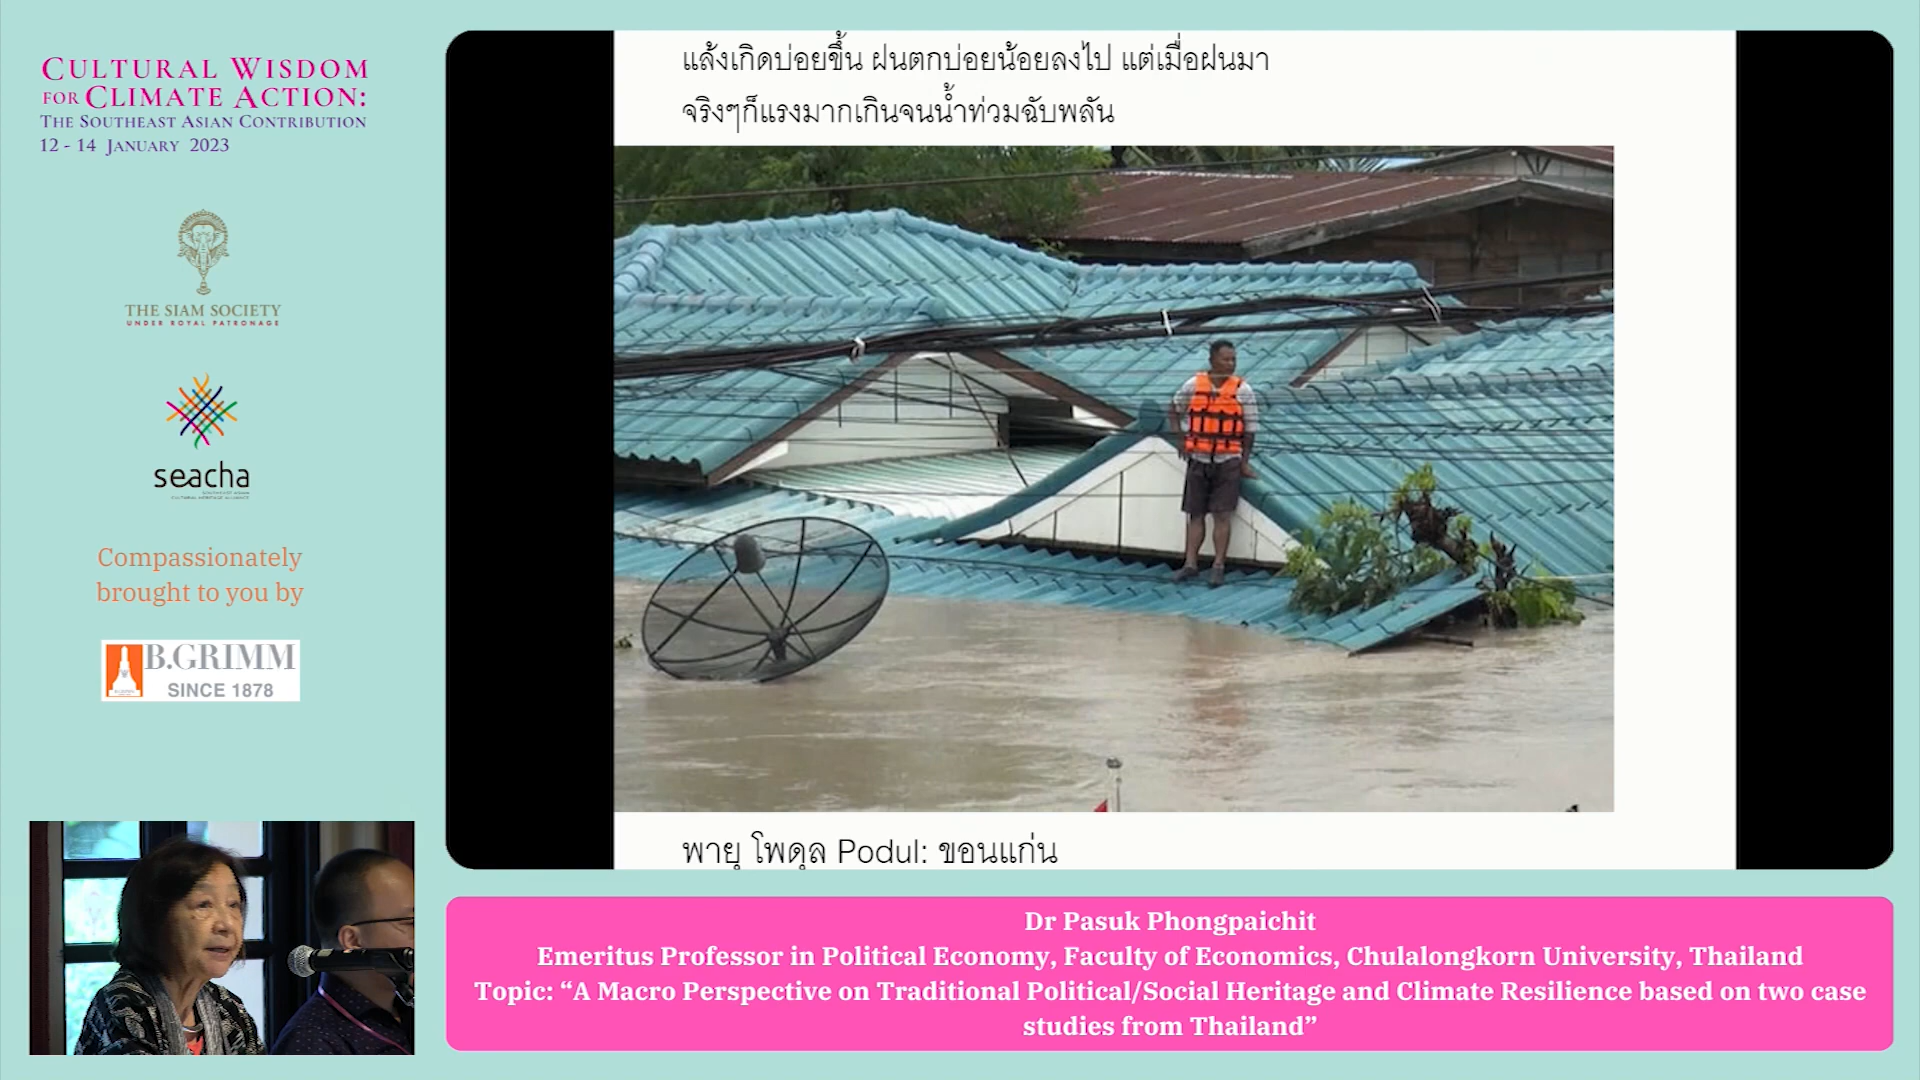 CULTURAL WISDOM
FOR CLIMATE ACTION:
THE SOUTHEAST ASIAN CONTRIBUTION
12 - 14 JANUARY 2023
THE SIAM SOCIETY
UNDER ROYAL PATRONAGE
seacha
SOUTHEAST ASIAN
CULTURAL HERITAGE ALLIANCE
Compassionately
brought to you by
B.GRIMM
SINCE 1878
แล้งเกิดบ่อยขึ้น ฝนตกบ่อยน้อยลงไป แต่เมื่อฝนมา
จริงๆก็แรงมากเกินจนน้ำท่วมฉับพลัน
พายุ โพดุล Podul: ขอนแก่น
Dr Pasuk Phongpaichit
Emeritus Professor in Political Economy, Faculty of Economics, Chulalongkorn University, Thailand
Topic: “A Macro Perspective on Traditional Political/Social Heritage and Climate Resilience based on two case
studies from Thailand”